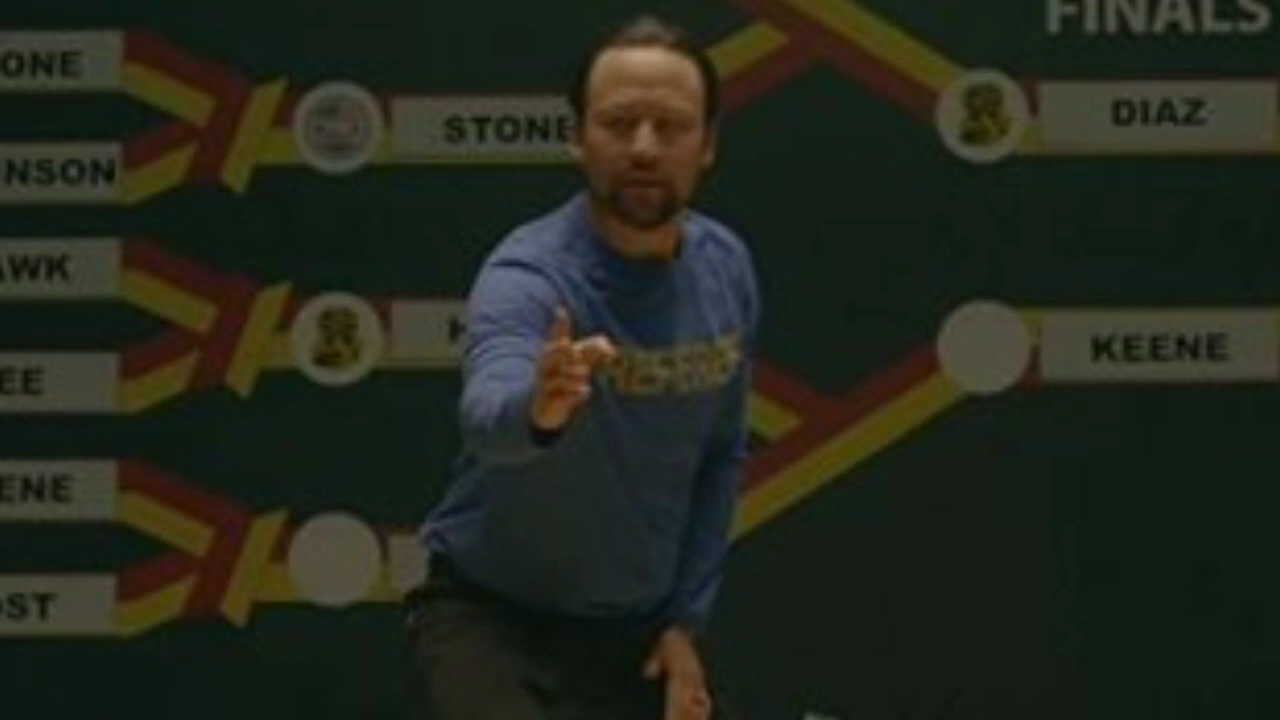 FINALS
ONE
STONE
DIAZ
NSON
AWK
H
KEENE
EE
ENE
OST